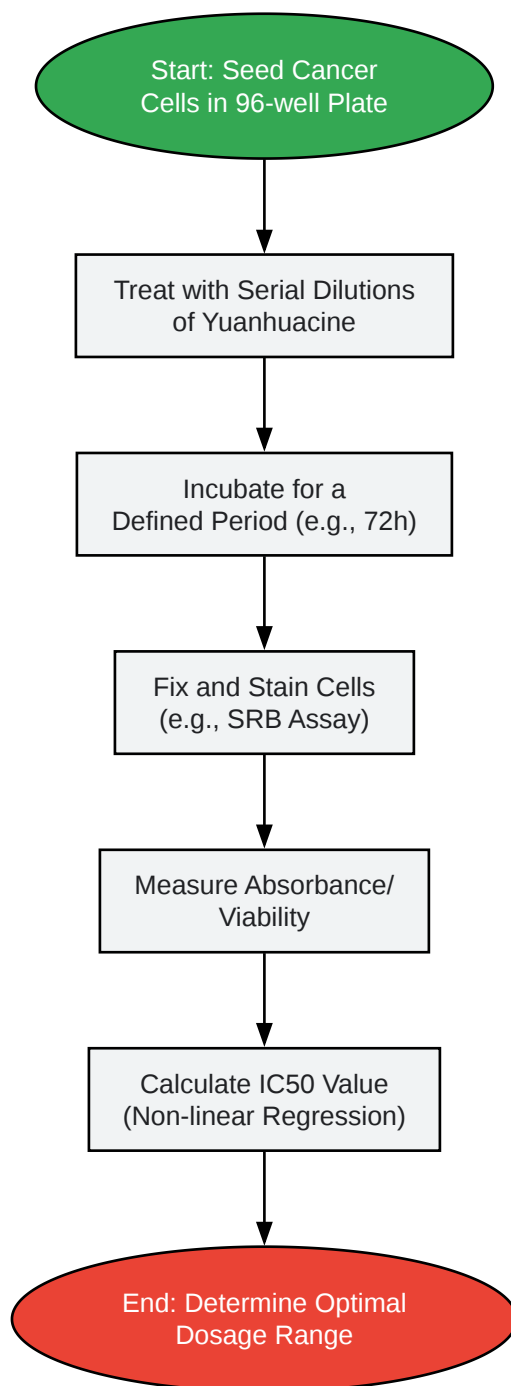 Start: Seed Cancer
Cells in 96-well Plate
Treat with Serial Dilutions
of Yuanhuacine
Incubate for a
Defined Period (e.g., 72h)
Fix and Stain Cells
(e.g., SRB Assay)
Measure Absorbance/
Viability
Calculate IC50 Value
(Non-linear Regression)
End: Determine Optimal
Dosage Range